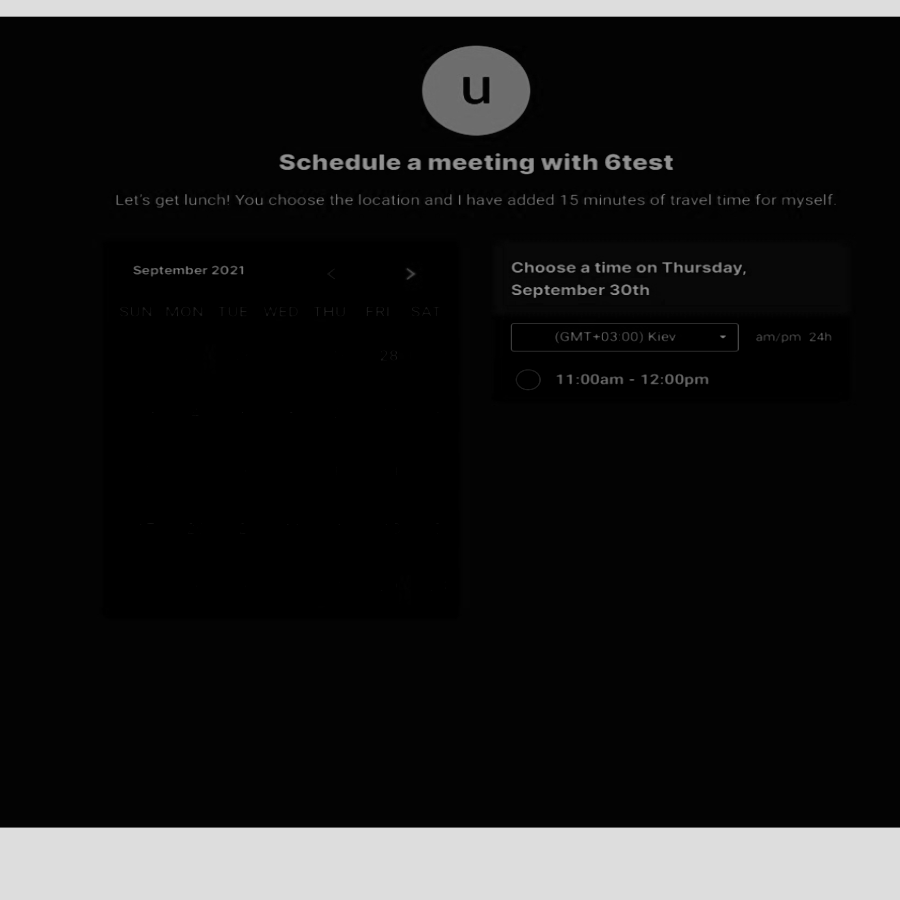 u
Schedule a meeting with 6test
Let's get lunch! You choose the location and I have added 15 minutes of travel time for myself.
September 2021
SUN MON TUE WED THU FRI SAT
28
Choose a time on Thursday,
September 30th
(GMT+03:00) Kiev
am/pm 24h
11:00am - 12:00pm